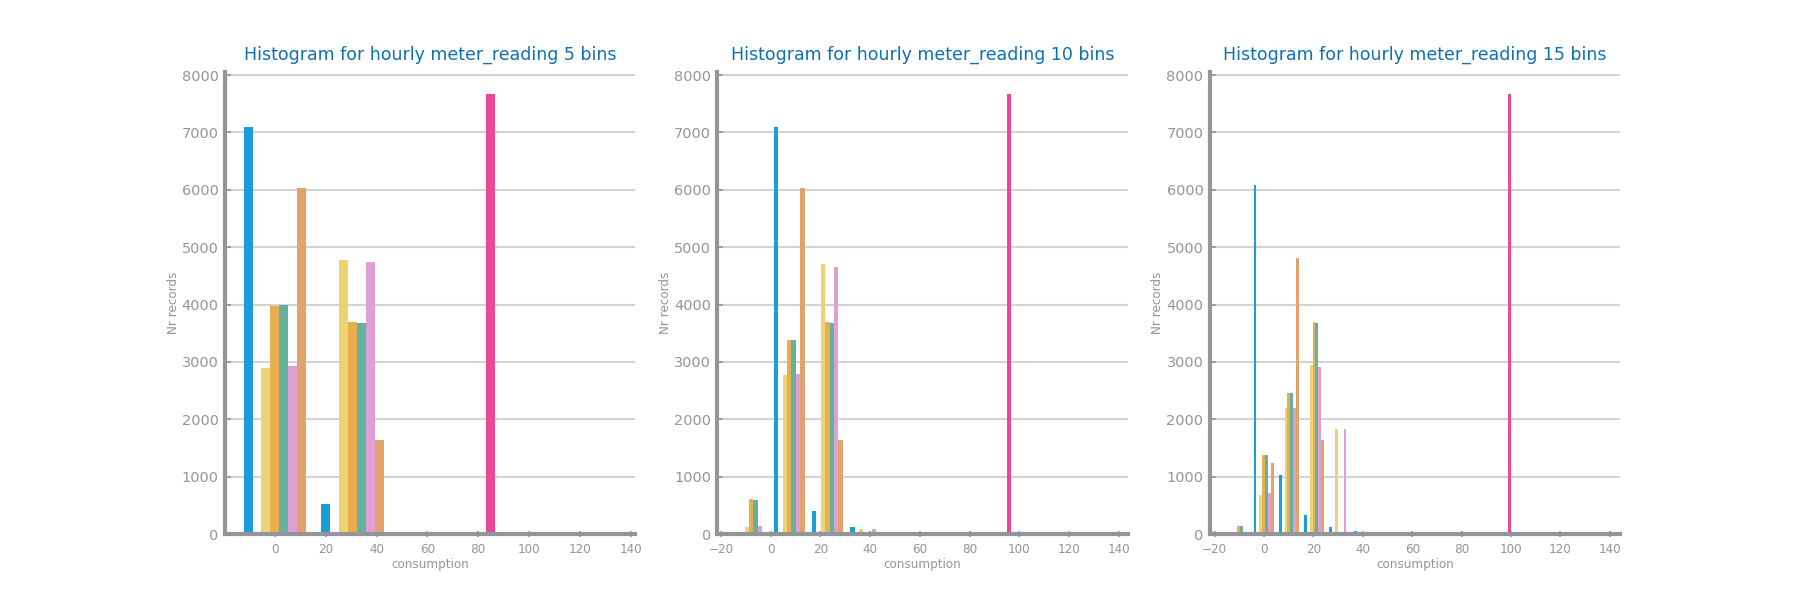 Histogram for hourly meter_reading 5 bins
8000
7000
6000
5000
4000
3000
2000
1000
0
Nr records
0 20 40 60 80 100 120 140
consumption
Histogram for hourly meter_reading 10 bins
8000
7000
6000
5000
4000
3000
2000
1000
0
Nr records
−20 0 20 40 60 80 100 120 140
consumption
Histogram for hourly meter_reading 15 bins
8000
7000
6000
5000
4000
3000
2000
1000
0
Nr records
−20 0 20 40 60 80 100 120 140
consumption